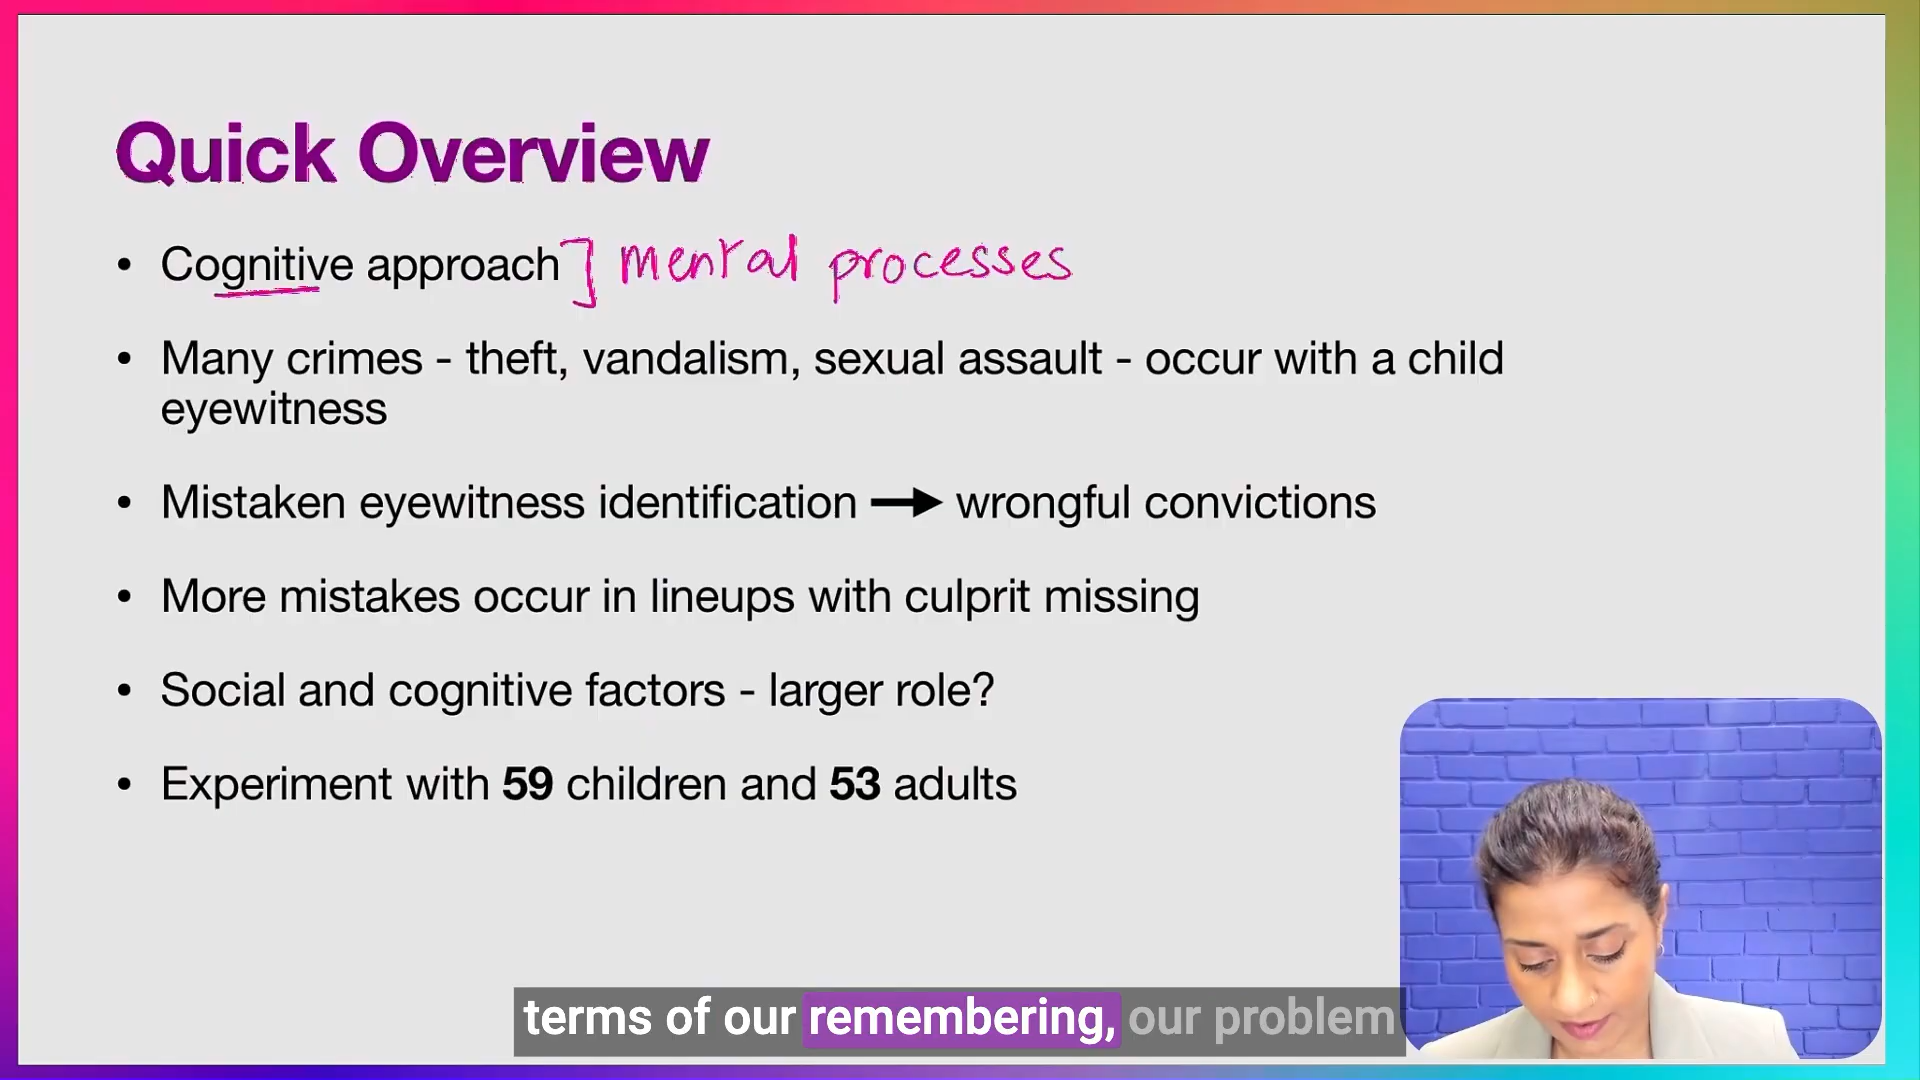 Quick Overview
• Cognitive approach ] mental processes
• Many crimes - theft, vandalism, sexual assault - occur with a child
eyewitness
• Mistaken eyewitness identification → wrongful convictions
• More mistakes occur in lineups with culprit missing
• Social and cognitive factors - larger role?
• Experiment with 59 children and 53 adults
terms of our remembering, our problem